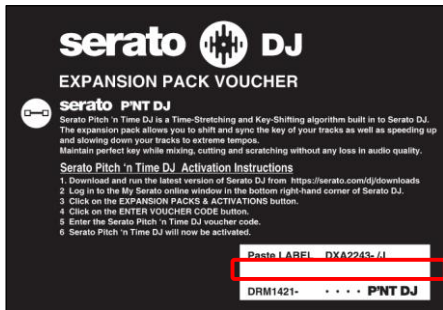 serato DJ
EXPANSION PACK VOUCHER
serato P'NT DJ
Serato Pitch 'n Time DJ is a Time-Stretching and Key-Shifting algorithm built in to Serato DJ.
The expansion pack allows you to shift and sync the key of your tracks as well as speeding up
and slowing down your tracks to extreme tempos.
Maintain perfect key while mixing, cutting and scratching without any loss in audio quality.
Serato Pitch 'n Time DJ Activation Instructions
1. Download and run the latest version of Serato DJ from https://serato.com/dj/downloads
2 Log in to the My Serato online window in the bottom right-hand corner of Serato DJ.
3 Click on the EXPANSION PACKS & ACTIVATIONS button.
4 Click on the ENTER VOUCHER CODE button.
5 Enter the Serato Pitch 'n Time DJ voucher code.
6 Serato Pitch 'n Time DJ will now be activated.
Paste LABEL DXA2243- /J
DRM1421- · · · · P'NT DJ